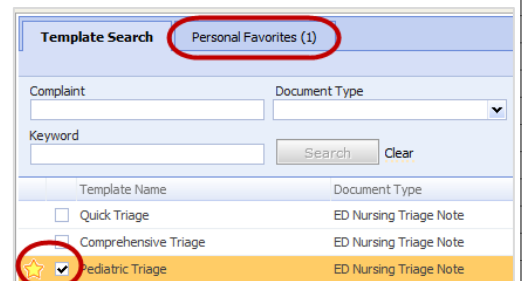 Template Search Personal Favorites (1)
Complaint Document Type
Keyword
Search Clear
Template Name Document Type
Quick Triage ED Nursing Triage Note
Comprehensive Triage ED Nursing Triage Note
Pediatric Triage ED Nursing Triage Note